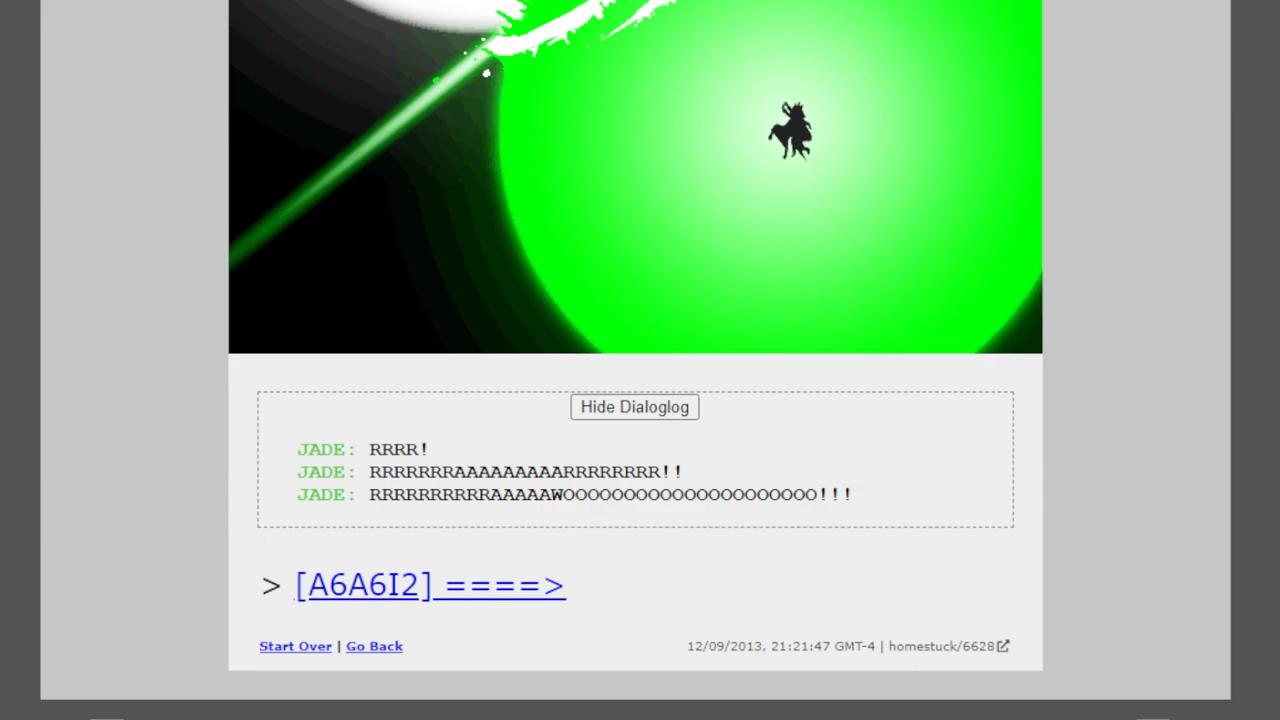 Hide Dialoglog
JADE: RRRR!
JADE: RRRRRRRAAAAAAAAARRRRRRRR!!
JADE: RRRRRRRRRRAAAAAWOOOOOOOOOOOOOOOOOOOOO!!!
> [A6A6I2] ====>
Start Over | Go Back
12/09/2013, 21:21:47 GMT-4 | homestuck/6628